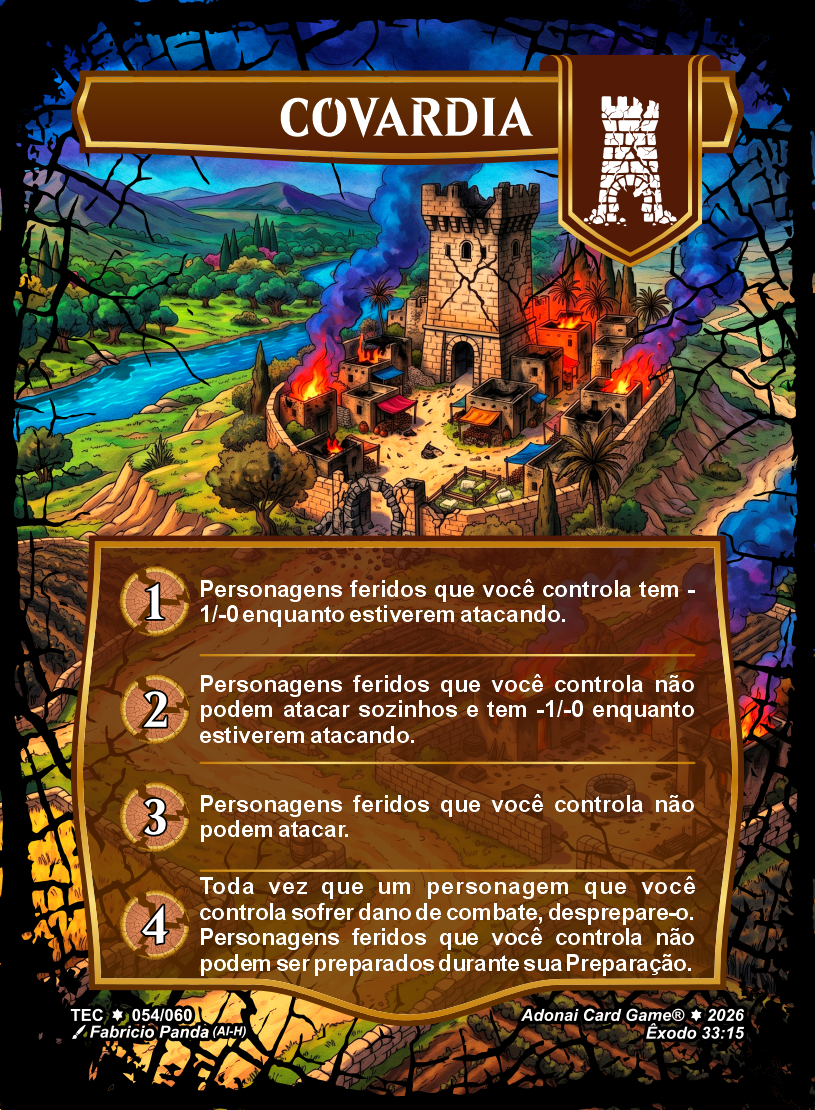 COVARDIA
1
Personagens feridos que você controla tem -
1/-0 enquanto estiverem atacando.
2
Personagens feridos que você controla não
podem atacar sozinhos e tem -1/-0 enquanto
estiverem atacando.
3
Personagens feridos que você controla não
podem atacar.
4
Toda vez que um personagem que você
controla sofrer dano de combate, desprepare-o.
Personagens feridos que você controla não
podem ser preparados durante sua Preparação.
TEC ✸ 054/060
Fabricio Panda (AI-H)
Adonai Card Game® ✸ 2026
Êxodo 33:15